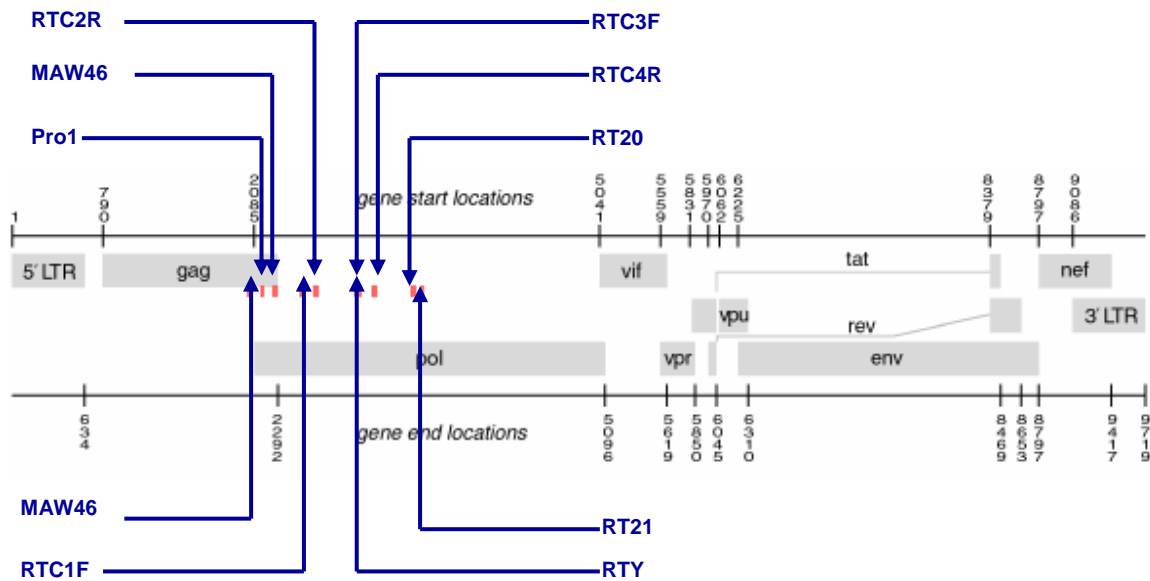 RTC2R
RTC3F
MAW46
RTC4R
Pro1
RT20
1
790
2085
gene start locations
5041
5559
5831
5970
6062
6225
8379
8797
9086
5′ LTR
gag
vif
tat
nef
vpu
rev
3′ LTR
pol
vpr
env
634
2292
gene end locations
5096
5619
5850
6045
6310
8469
8653
8797
9417
9719
MAW46
RT21
RTC1F
RTY